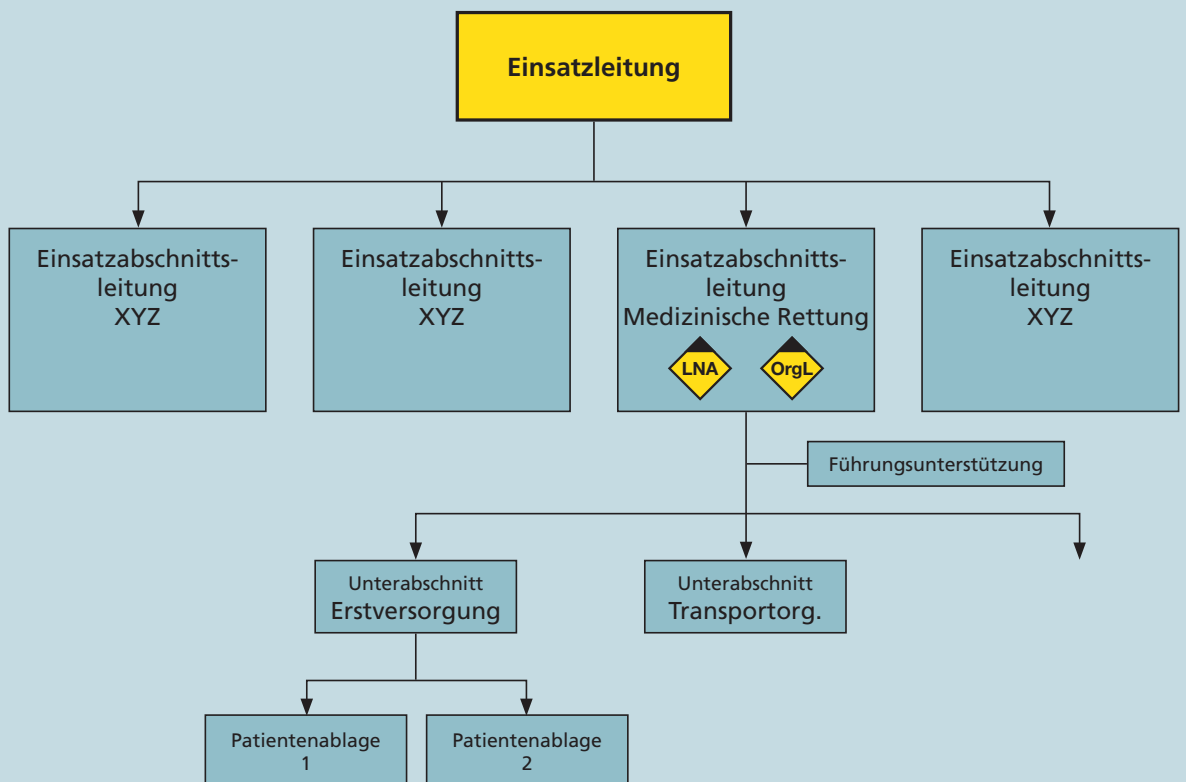 Einsatzleitung
Einsatzabschnitts-
leitung
XYZ
Einsatzabschnitts-
leitung
XYZ
Einsatzabschnitts-
leitung
Medizinische Rettung
LNA
OrgL
Einsatzabschnitts-
leitung
XYZ
Führungsunterstützung
Unterabschnitt
Erstversorgung
Unterabschnitt
Transportorg.
Patientenablage
1
Patientenablage
2